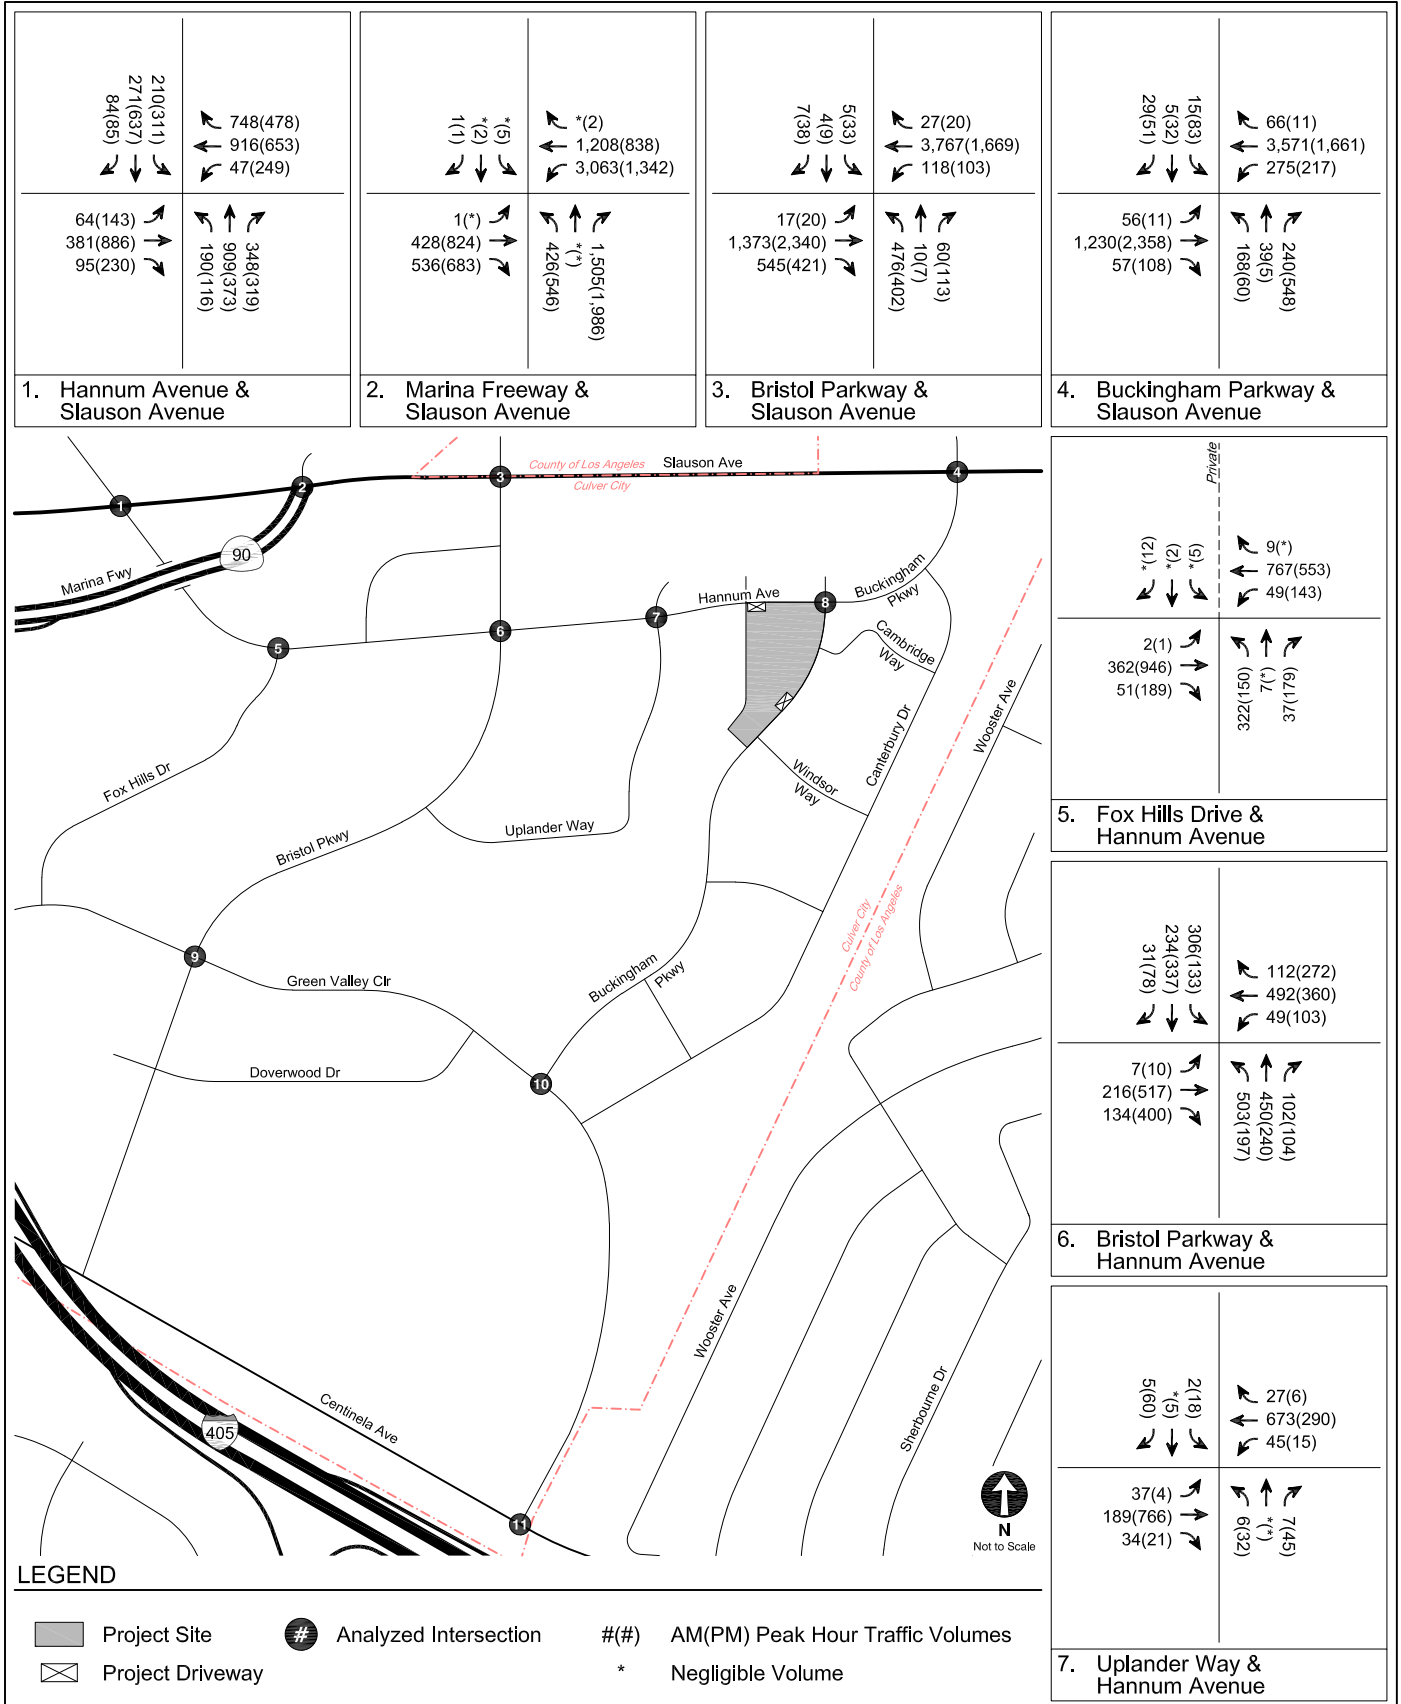 210(311)
271(637)
84(85)
748(478)
916(653)
47(249)
64(143)
381(886)
95(230)
190(116)
909(373)
348(319)
1. Hannum Avenue &
Slauson Avenue
*(5)
*(2)
1(1)
*(2)
1,208(838)
3,063(1,342)
1(*)
428(824)
536(683)
426(546)
*(*)
1,505(1,986)
2. Marina Freeway &
Slauson Avenue
5(33)
4(9)
7(38)
27(20)
3,767(1,669)
118(103)
17(20)
1,373(2,340)
545(421)
476(402)
10(7)
60(113)
3. Bristol Parkway &
Slauson Avenue
15(83)
5(32)
29(51)
66(11)
3,571(1,661)
275(217)
56(11)
1,230(2,358)
57(108)
168(60)
39(5)
240(548)
4. Buckingham Parkway &
Slauson Avenue
Private
*(5)
*(2)
*(12)
9(*)
767(553)
49(143)
2(1)
362(946)
51(189)
322(150)
7(*)
37(179)
5. Fox Hills Drive &
Hannum Avenue
306(133)
234(337)
31(78)
112(272)
492(360)
49(103)
7(10)
216(517)
134(400)
503(197)
450(240)
102(104)
6. Bristol Parkway &
Hannum Avenue
2(18)
*(5)
5(60)
27(6)
673(290)
45(15)
37(4)
189(766)
34(21)
6(32)
*(*)
7(45)
7. Uplander Way &
Hannum Avenue
County of Los Angeles
Slauson Ave
Culver City
1
2
3
4
90
Marina Fwy
Hannum Ave
Buckingham
Pkwy
5
6
7
8
Cambridge
Way
Wooster Ave
Canterbury Dr
Windsor
Way
Fox Hills Dr
Bristol Pkwy
Uplander Way
Culver City
County of Los Angeles
9
Green Valley Cir
Buckingham
Pkwy
Doverwood Dr
10
Wooster Ave
Sherbourne Dr
Centinela Ave
405
11
N
Not to Scale
LEGEND
Project Site
# Analyzed Intersection
#(#) AM(PM) Peak Hour Traffic Volumes
Project Driveway
* Negligible Volume